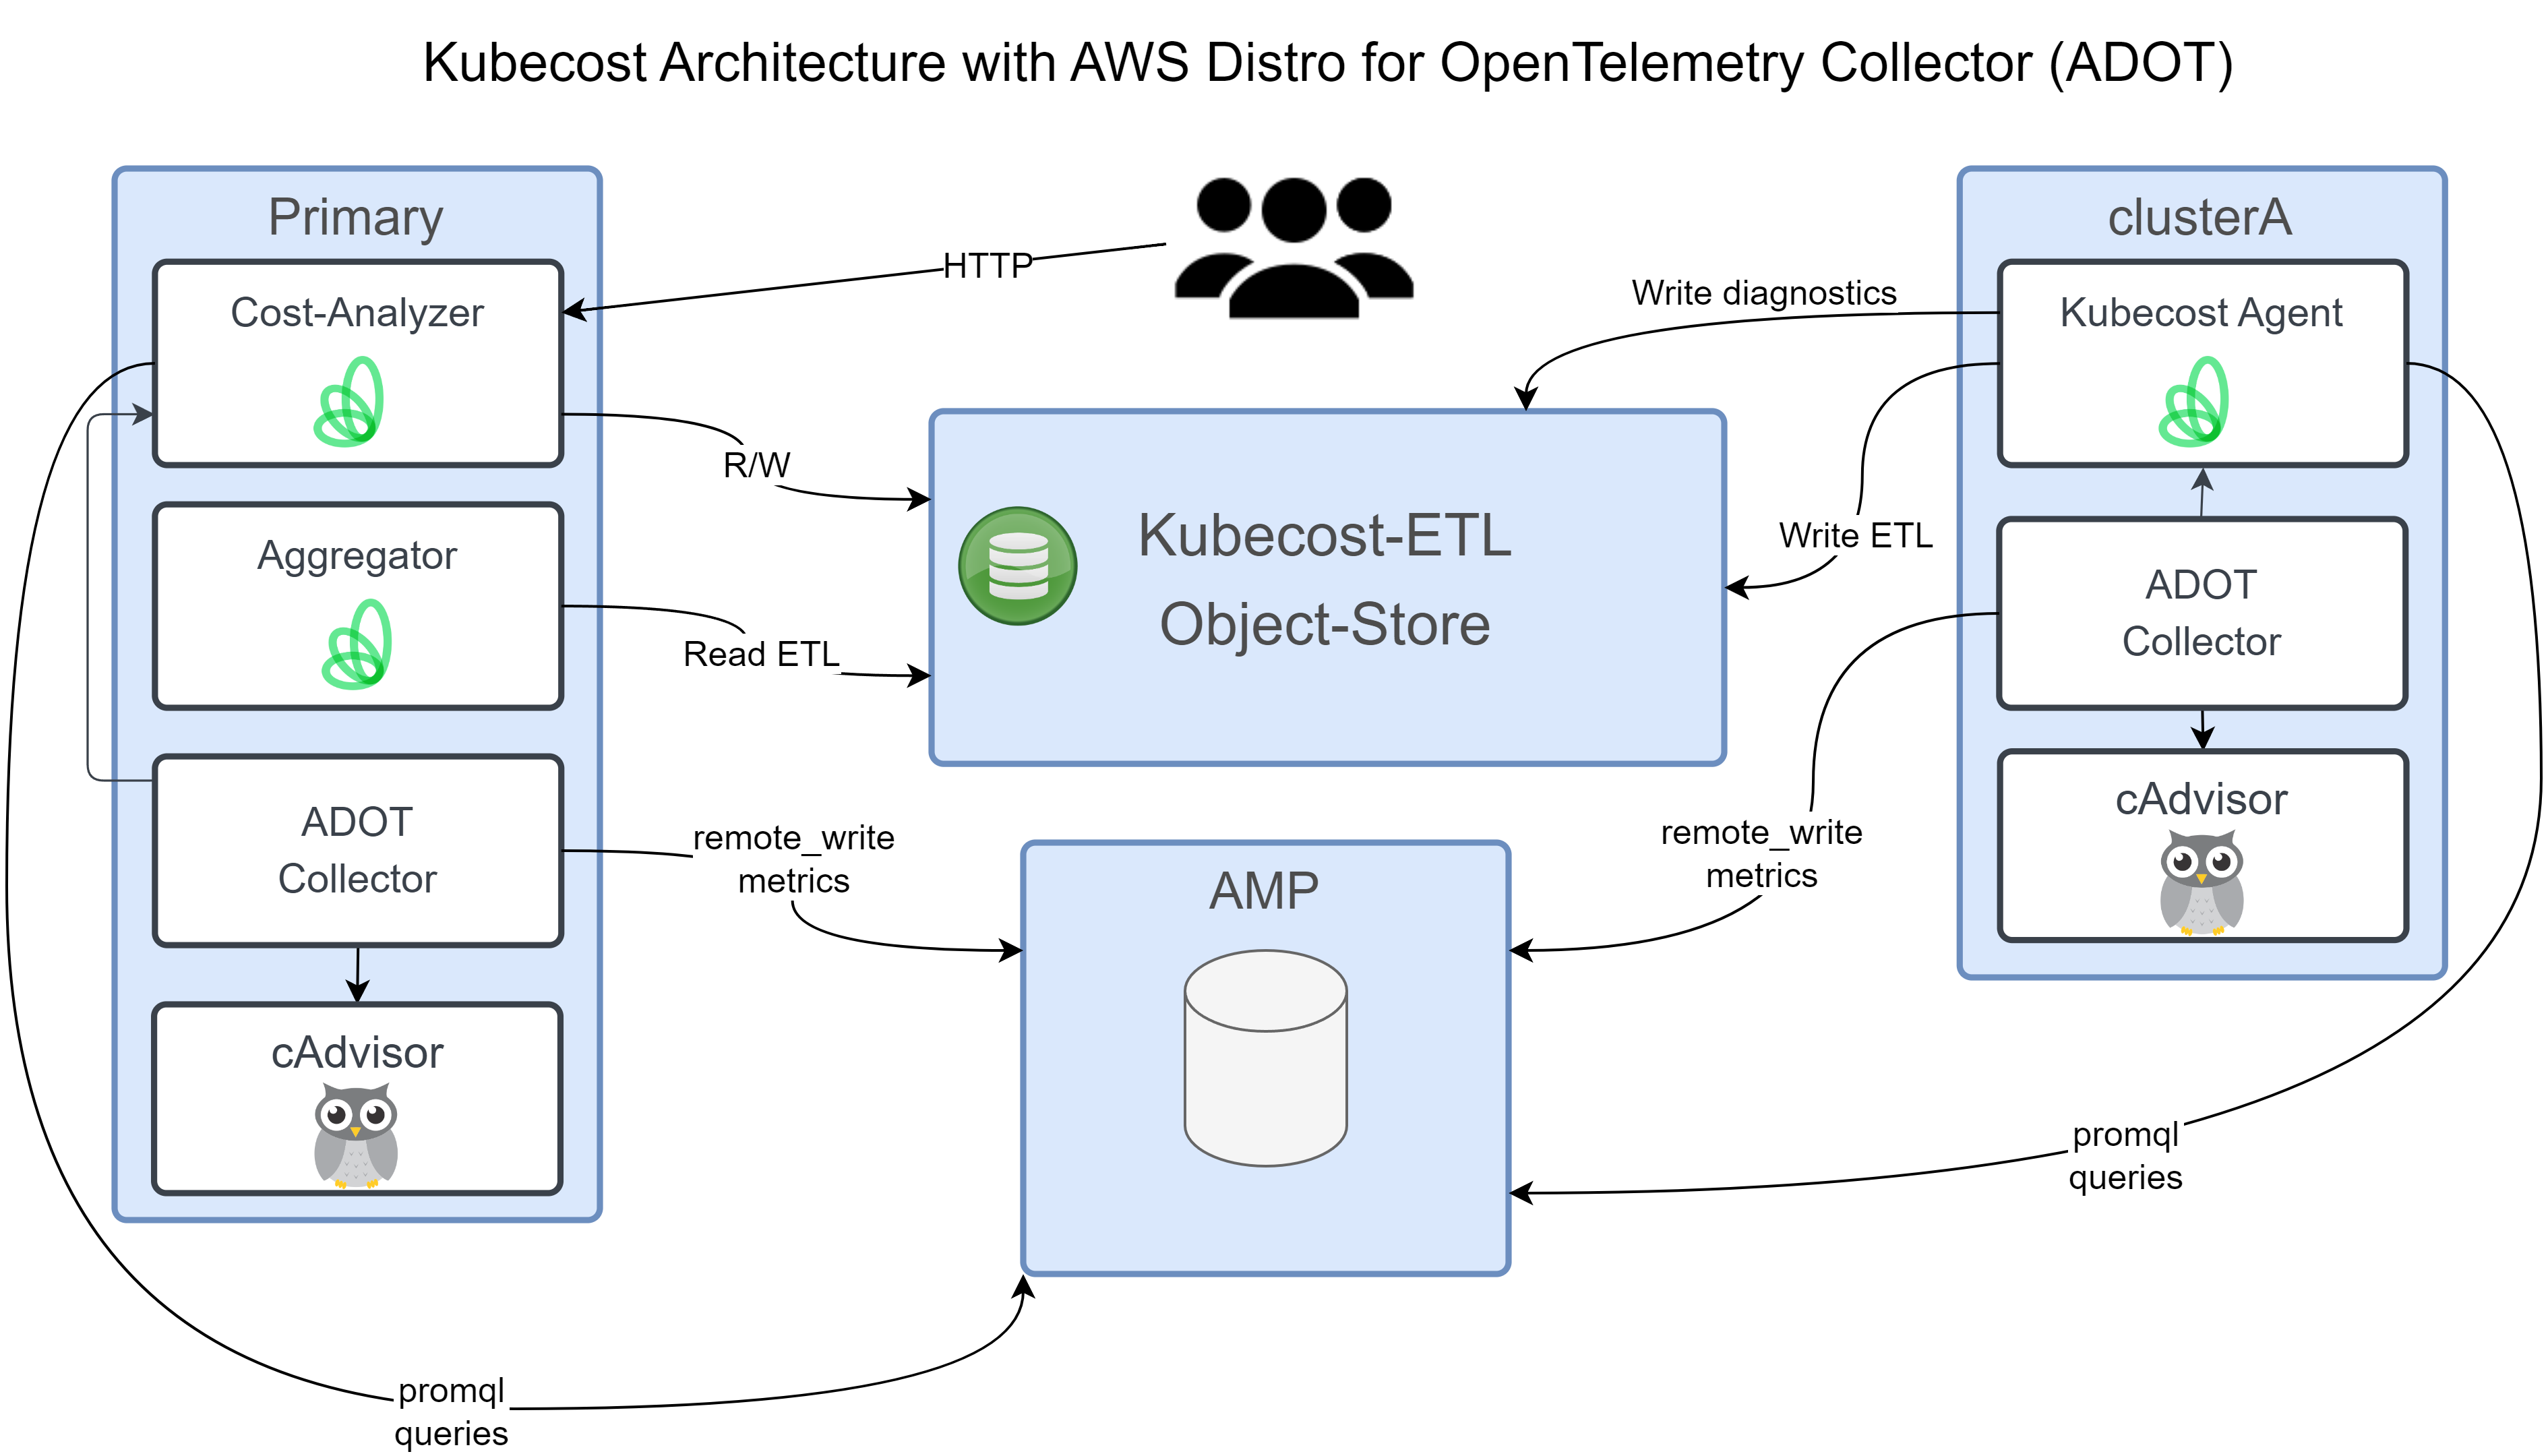 Kubecost Architecture with AWS Distro for OpenTelemetry Collector (ADOT)
Primary
Cost-Analyzer
Aggregator
ADOT
Collector
cAdvisor
HTTP
R/W
Read ETL
remote_write
metrics
promql
queries
Kubecost-ETL
Object-Store
AMP
Write diagnostics
Write ETL
remote_write
metrics
promql
queries
clusterA
Kubecost Agent
ADOT
Collector
cAdvisor